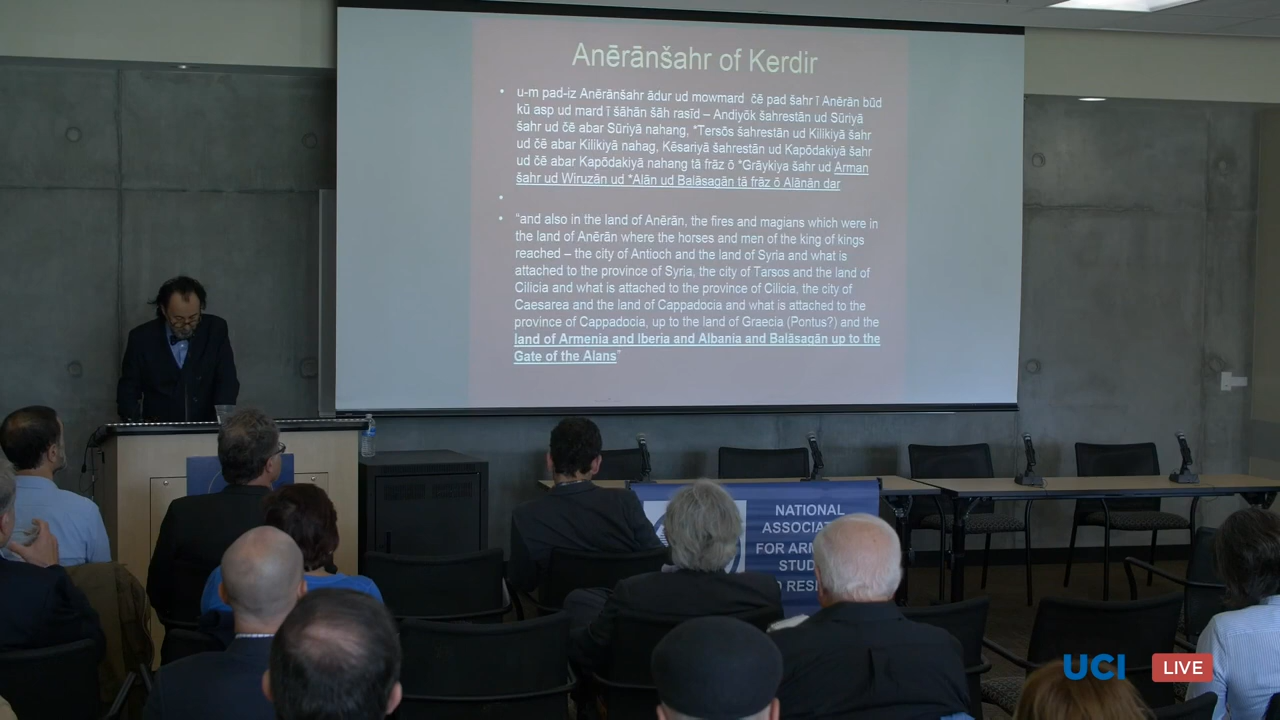 Anērānšahr of Kerdir
• u-m pad-iz Anērānšahr ādur ud mowmard čē pad šahr ī Anērān būd
kū asp ud mard ī šāhān šāh rasīd – Andiyōk šahrestān ud Sūriyā
šahr ud čē abar Sūriyā nahang, *Tersōs šahrestān ud Kilikiyā šahr
ud čē abar Kilikiyā nahag, Kēsariyā šahrestān ud Kapōdakiyā šahr
ud čē abar Kapōdakiyā nahang tā frāz ō *Grāykiya šahr ud Arman
šahr ud Wiruzān ud *Alān ud Balāsagān tā frāz ō Alānān dar
•
• “and also in the land of Anērān, the fires and magians which were in
the land of Anērān where the horses and men of the king of kings
reached – the city of Antioch and the land of Syria and what is
attached to the province of Syria, the city of Tarsos and the land of
Cilicia and what is attached to the province of Cilicia, the city of
Caesarea and the land of Cappadocia and what is attached to the
province of Cappadocia, up to the land of Graecia (Pontus?) and the
land of Armenia and Iberia and Albania and Balāsagān up to the
Gate of the Alans”
NATIONAL
ASSOCIAT
FOR ARM
STUD
RESE
UCI LIVE